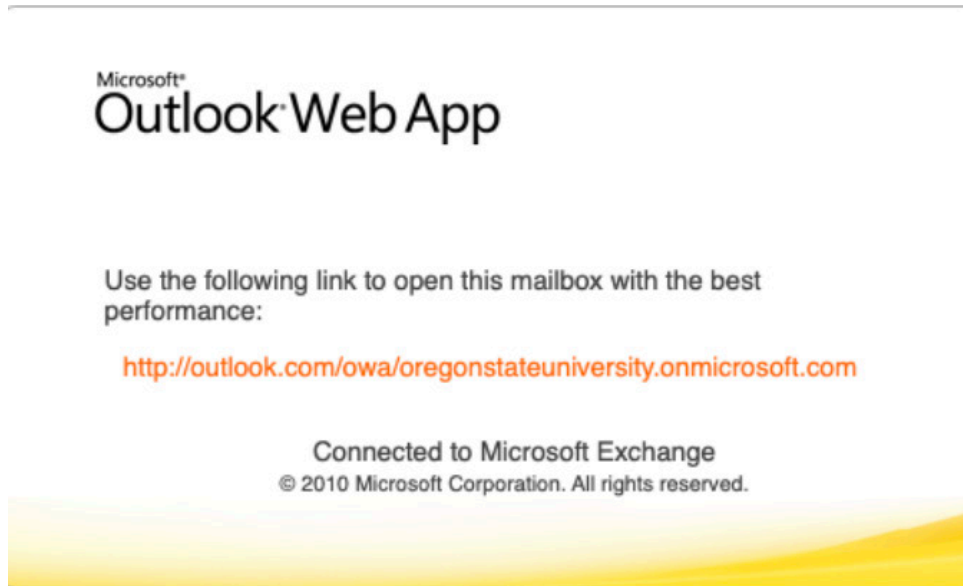 Microsoft®
Outlook® Web App
Use the following link to open this mailbox with the best
performance:
http://outlook.com/owa/oregonstateuniversity.onmicrosoft.com
Connected to Microsoft Exchange
© 2010 Microsoft Corporation. All rights reserved.